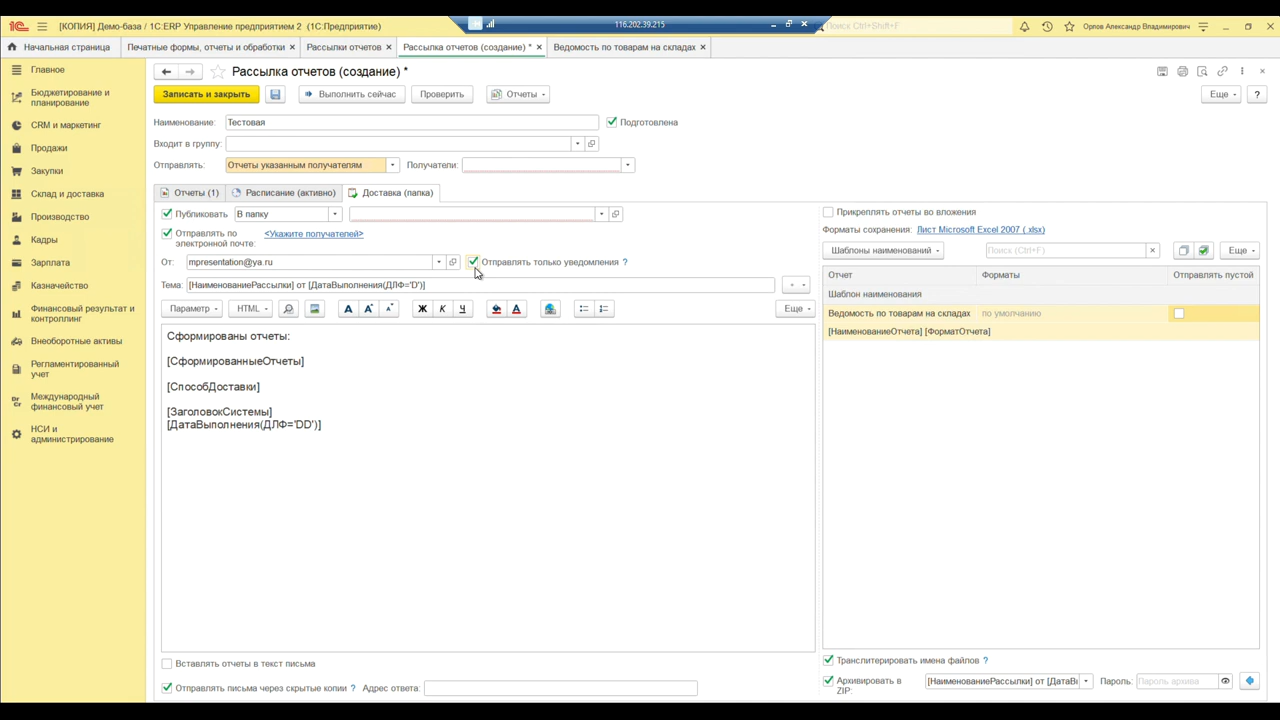 [КОПИЯ] Демо-база / 1С:ERP Управление предприятием 2 (1С:Предприятие)
116.202.39.215
Поиск Ctrl+Shift+F
Орлов Александр Владимирович
Начальная страница
Печатные формы, отчеты и обработки ×
Рассылки отчетов ×
Рассылка отчетов (создание) * ×
Ведомость по товарам на складах ×
Главное
Бюджетирование и
планирование
CRM и маркетинг
Продажи
Закупки
Склад и доставка
Производство
Кадры
Зарплата
Казначейство
Финансовый результат и
контроллинг
Внеоборотные активы
Регламентированный
учет
Международный
финансовый учет
НСИ и
администрирование
Рассылка отчетов (создание) *
Записать и закрыть
Выполнить сейчас
Проверить
Отчеты
Еще
?
Наименование: Тестовая
Подготовлена
Входит в группу:
Отправлять: Отчеты указанным получателям
Получатели:
Отчеты (1)
Расписание (активно)
Доставка (папка)
Публиковать В папку
Отправлять по
электронной почте:
<Укажите получателей>
От: mpresentation@ya.ru
Отправлять только уведомления ?
Тема: [НаименованиеРассылки] от [ДатаВыполнения(ДЛФ='D')]
Параметр
HTML
А А А Ж К Ч А
Еще
Сформированы отчеты:
[СформированныеОтчеты]
[СпособДоставки]
[ЗаголовокСистемы]
[ДатаВыполнения(ДЛФ='DD')]
Вставлять отчеты в текст письма
Отправлять письма через скрытые копии ?
Адрес ответа:
Прикреплять отчеты во вложения
Форматы сохранения: Лист Microsoft Excel 2007 (.xlsx)
Шаблоны наименований
Поиск (Ctrl+F) ×
Еще
Отчет
Форматы
Отправлять пустой
Шаблон наименования
Ведомость по товарам на складах
по умолчанию
[НаименованиеОтчета] [ФорматОтчета]
Транслитерировать имена файлов ?
Архивировать в
ZIP:
[НаименованиеРассылки] от [ДатаВ
Пароль: Пароль архива